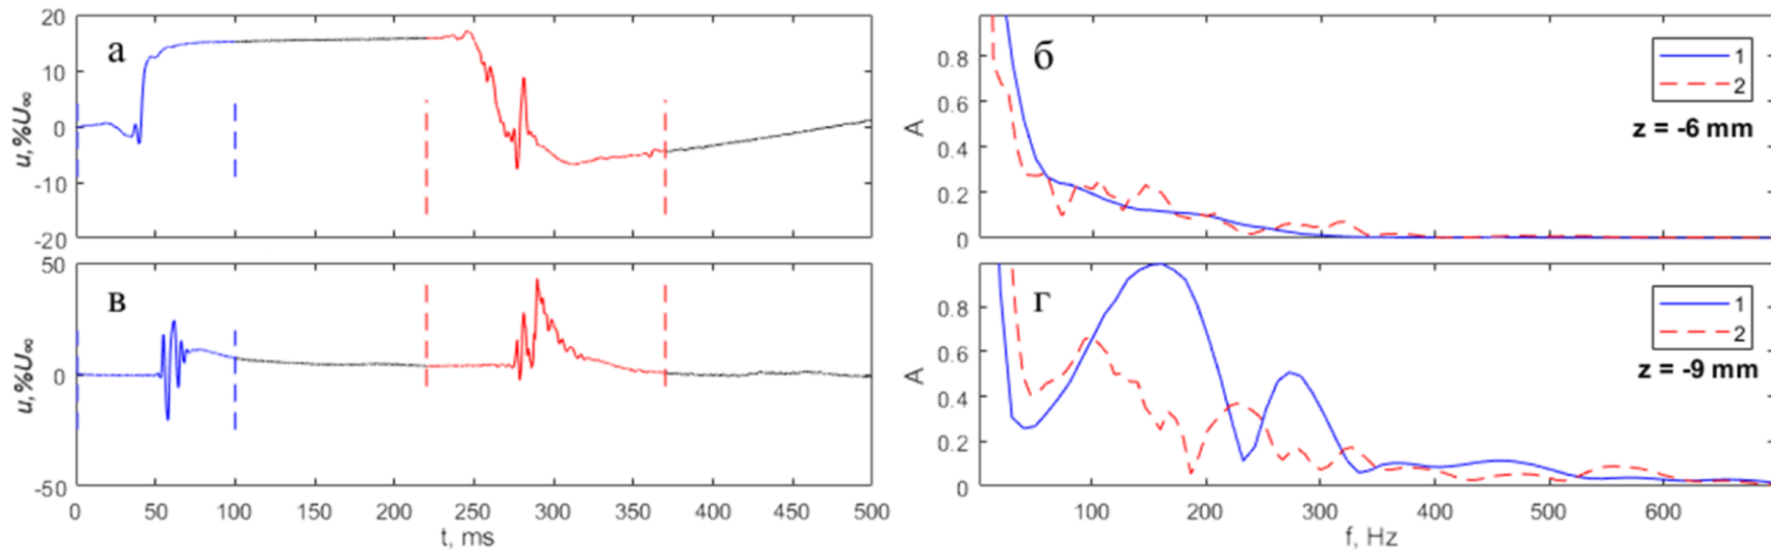 20
10
0
-10
-20
u,%U∞
а
0.8
0.6
0.4
0.2
0
A
б
1
2
z = -6 mm
50
0
-50
u,%U∞
в
0 50 100 150 200 250 300 350 400 450 500
t, ms
0.8
0.6
0.4
0.2
0
A
г
1
2
z = -9 mm
100 200 300 400 500 600
f, Hz